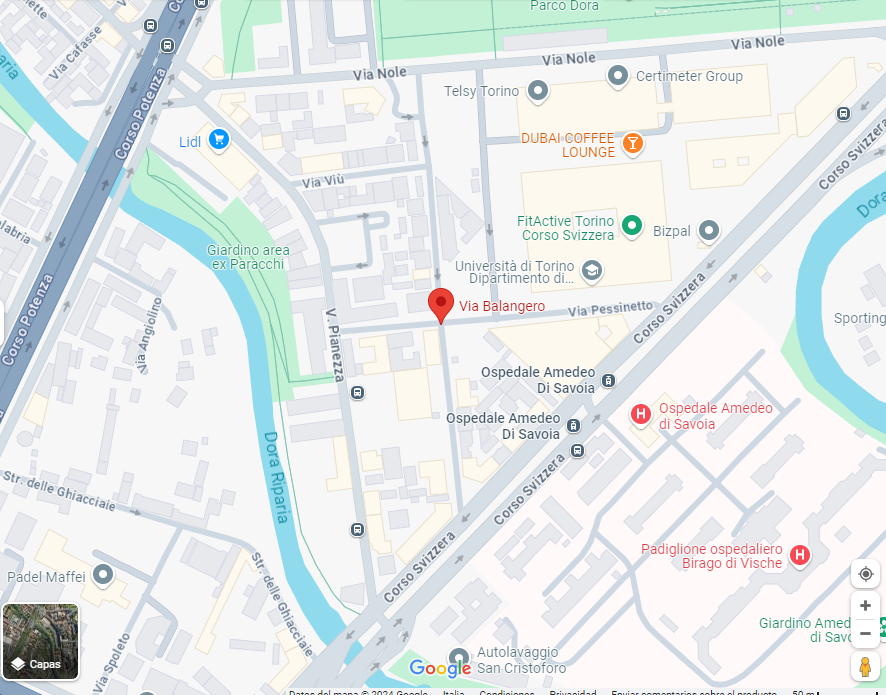 Parco Dora
Via Cafasse
Via Nole
Via Nole
Via Nole
Corso Potenza
Telsy Torino
Certimeter Group
Lidl
DUBAI COFFEE
LOUNGE
Corso Svizzera
Via Viù
Dora
Giardino area
ex Paracchi
FitActive Torino
Corso Svizzera
Bizpal
Università di Torino
Dipartimento di...
Corso Potenza
Via Angiolino
V. Pianezza
Via Balangero
Via Pessinetto
Corso Svizzera
Sporting
Ospedale Amedeo
Di Savoia
Ospedale Amedeo
di Savoia
Ospedale Amedeo
Di Savoia
Dora Riparia
Str. delle Ghiacciaie
Corso Svizzera
Corso Svizzera
Padiglione ospedaliero
Birago di Vische
Padel Maffei
Str. delle Ghiacciaie
Via Spoleto
Giardino Amed
di Savo
Capas
Autolavaggio
San Cristoforo
Google
Datos del mapa © 2024 Google Italia Condiciones Privacidad Enviar comentarios sobre el producto 50 m